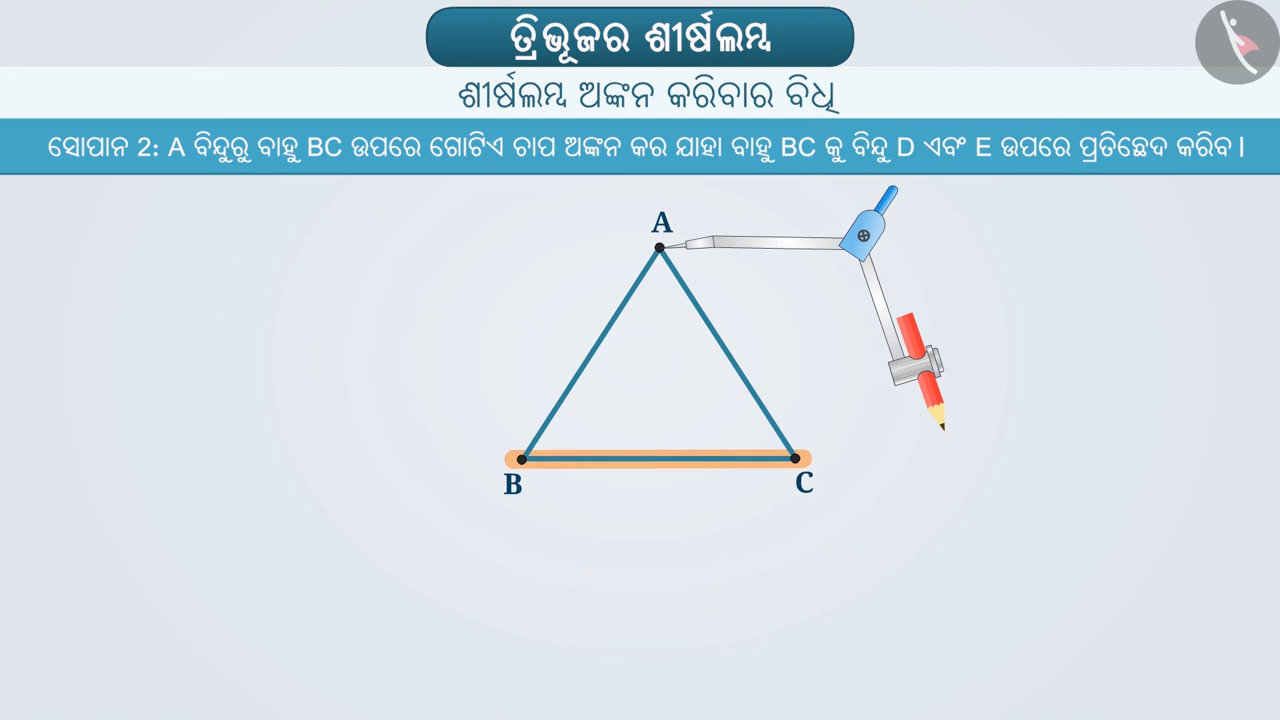 ତ୍ରିଭୂଜର ଶୀର୍ଷଲମ୍ବ
ଶୀର୍ଷଲମ୍ବ ଅଙ୍କନ କରିବାର ବିଧି
ସୋପାନ 2: A ବିନ୍ଦୁରୁ ବାହୁ BC ଉପରେ ଗୋଟିଏ ଚାପ ଅଙ୍କନ କର ଯାହା ବାହୁ BC କୁ ବିନ୍ଦୁ D ଏବଂ E ଉପରେ ପ୍ରତିଛେଦ କରିବ।
A
B
C